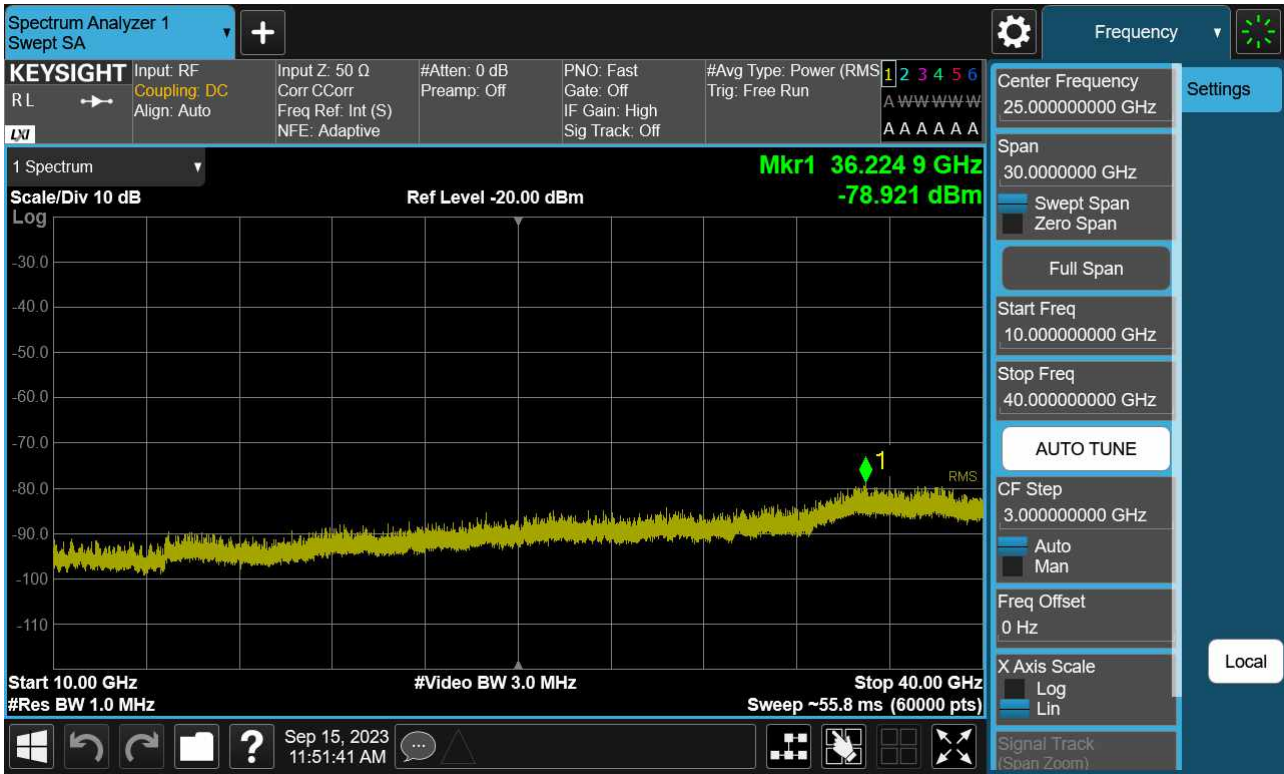 Spectrum Analyzer 1
Swept SA
Frequency
KEYSIGHT
RL
LXI
Input: RF
Coupling: DC
Align: Auto
Input Z: 50 Ω
Corr CCorr
Freq Ref: Int (S)
NFE: Adaptive
#Atten: 0 dB
Preamp: Off
PNO: Fast
Gate: Off
IF Gain: High
Sig Track: Off
#Avg Type: Power (RMS
Trig: Free Run
1 2 3 4 5 6
A W W W W W
A A A A A A
1 Spectrum
Scale/Div 10 dB
Log
Ref Level -20.00 dBm
Mkr1 36.224 9 GHz
-78.921 dBm
-30.0
-40.0
-50.0
-60.0
-70.0
-80.0
-90.0
-100
-110
1
RMS
Start 10.00 GHz
#Res BW 1.0 MHz
#Video BW 3.0 MHz
Stop 40.00 GHz
Sweep ~55.8 ms (60000 pts)
Sep 15, 2023
11:51:41 AM
Center Frequency
25.000000000 GHz
Span
30.0000000 GHz
Swept Span
Zero Span
Full Span
Start Freq
10.000000000 GHz
Stop Freq
40.000000000 GHz
AUTO TUNE
CF Step
3.000000000 GHz
Auto
Man
Freq Offset
0 Hz
X Axis Scale
Log
Lin
Signal Track
(Span Zoom)
Settings
Local